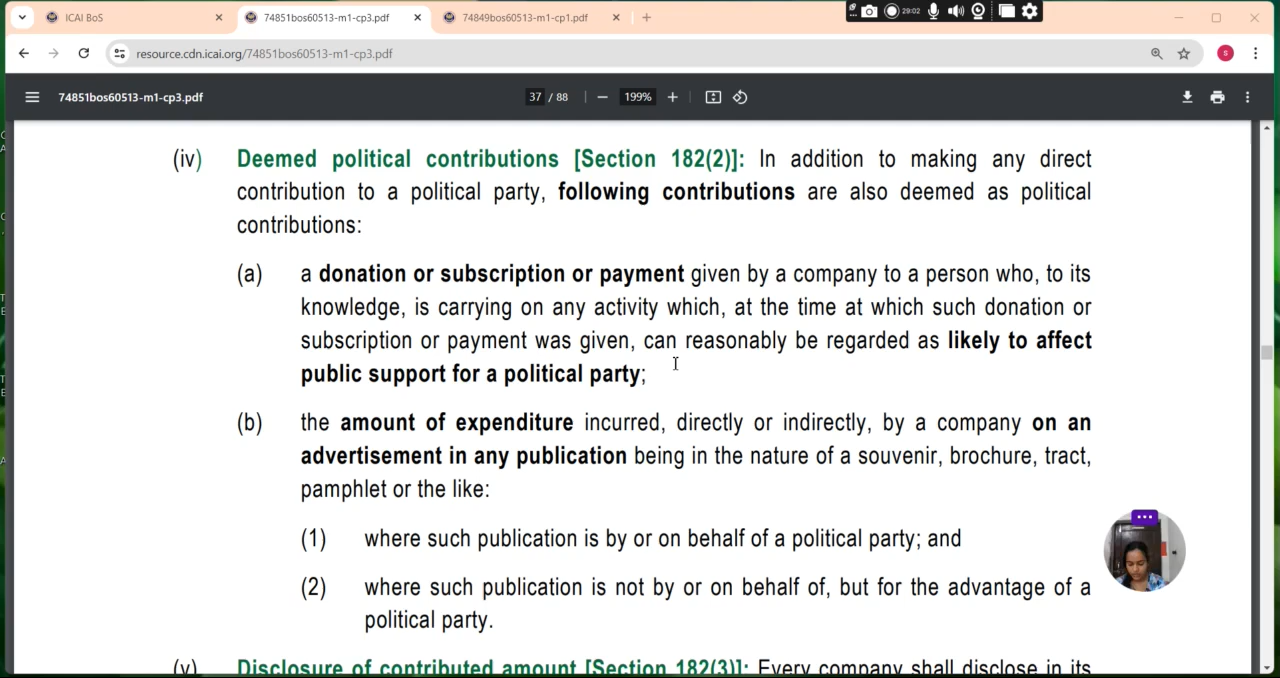 ICAI BoS
74851bos60513-m1-cp3.pdf
74849bos60513-m1-cp1.pdf
29:02
resource.cdn.icai.org/74851bos60513-m1-cp3.pdf
S
74851bos60513-m1-cp3.pdf
37 / 88
199%
(iv) Deemed political contributions [Section 182(2)]: In addition to making any direct
contribution to a political party, following contributions are also deemed as political
contributions:
(a) a donation or subscription or payment given by a company to a person who, to its
knowledge, is carrying on any activity which, at the time at which such donation or
subscription or payment was given, can reasonably be regarded as likely to affect
public support for a political party;
(b) the amount of expenditure incurred, directly or indirectly, by a company on an
advertisement in any publication being in the nature of a souvenir, brochure, tract,
pamphlet or the like:
(1) where such publication is by or on behalf of a political party; and
(2) where such publication is not by or on behalf of, but for the advantage of a
political party.
(v) Disclosure of contributed amount [Section 182(3)]: Every company shall disclose in its